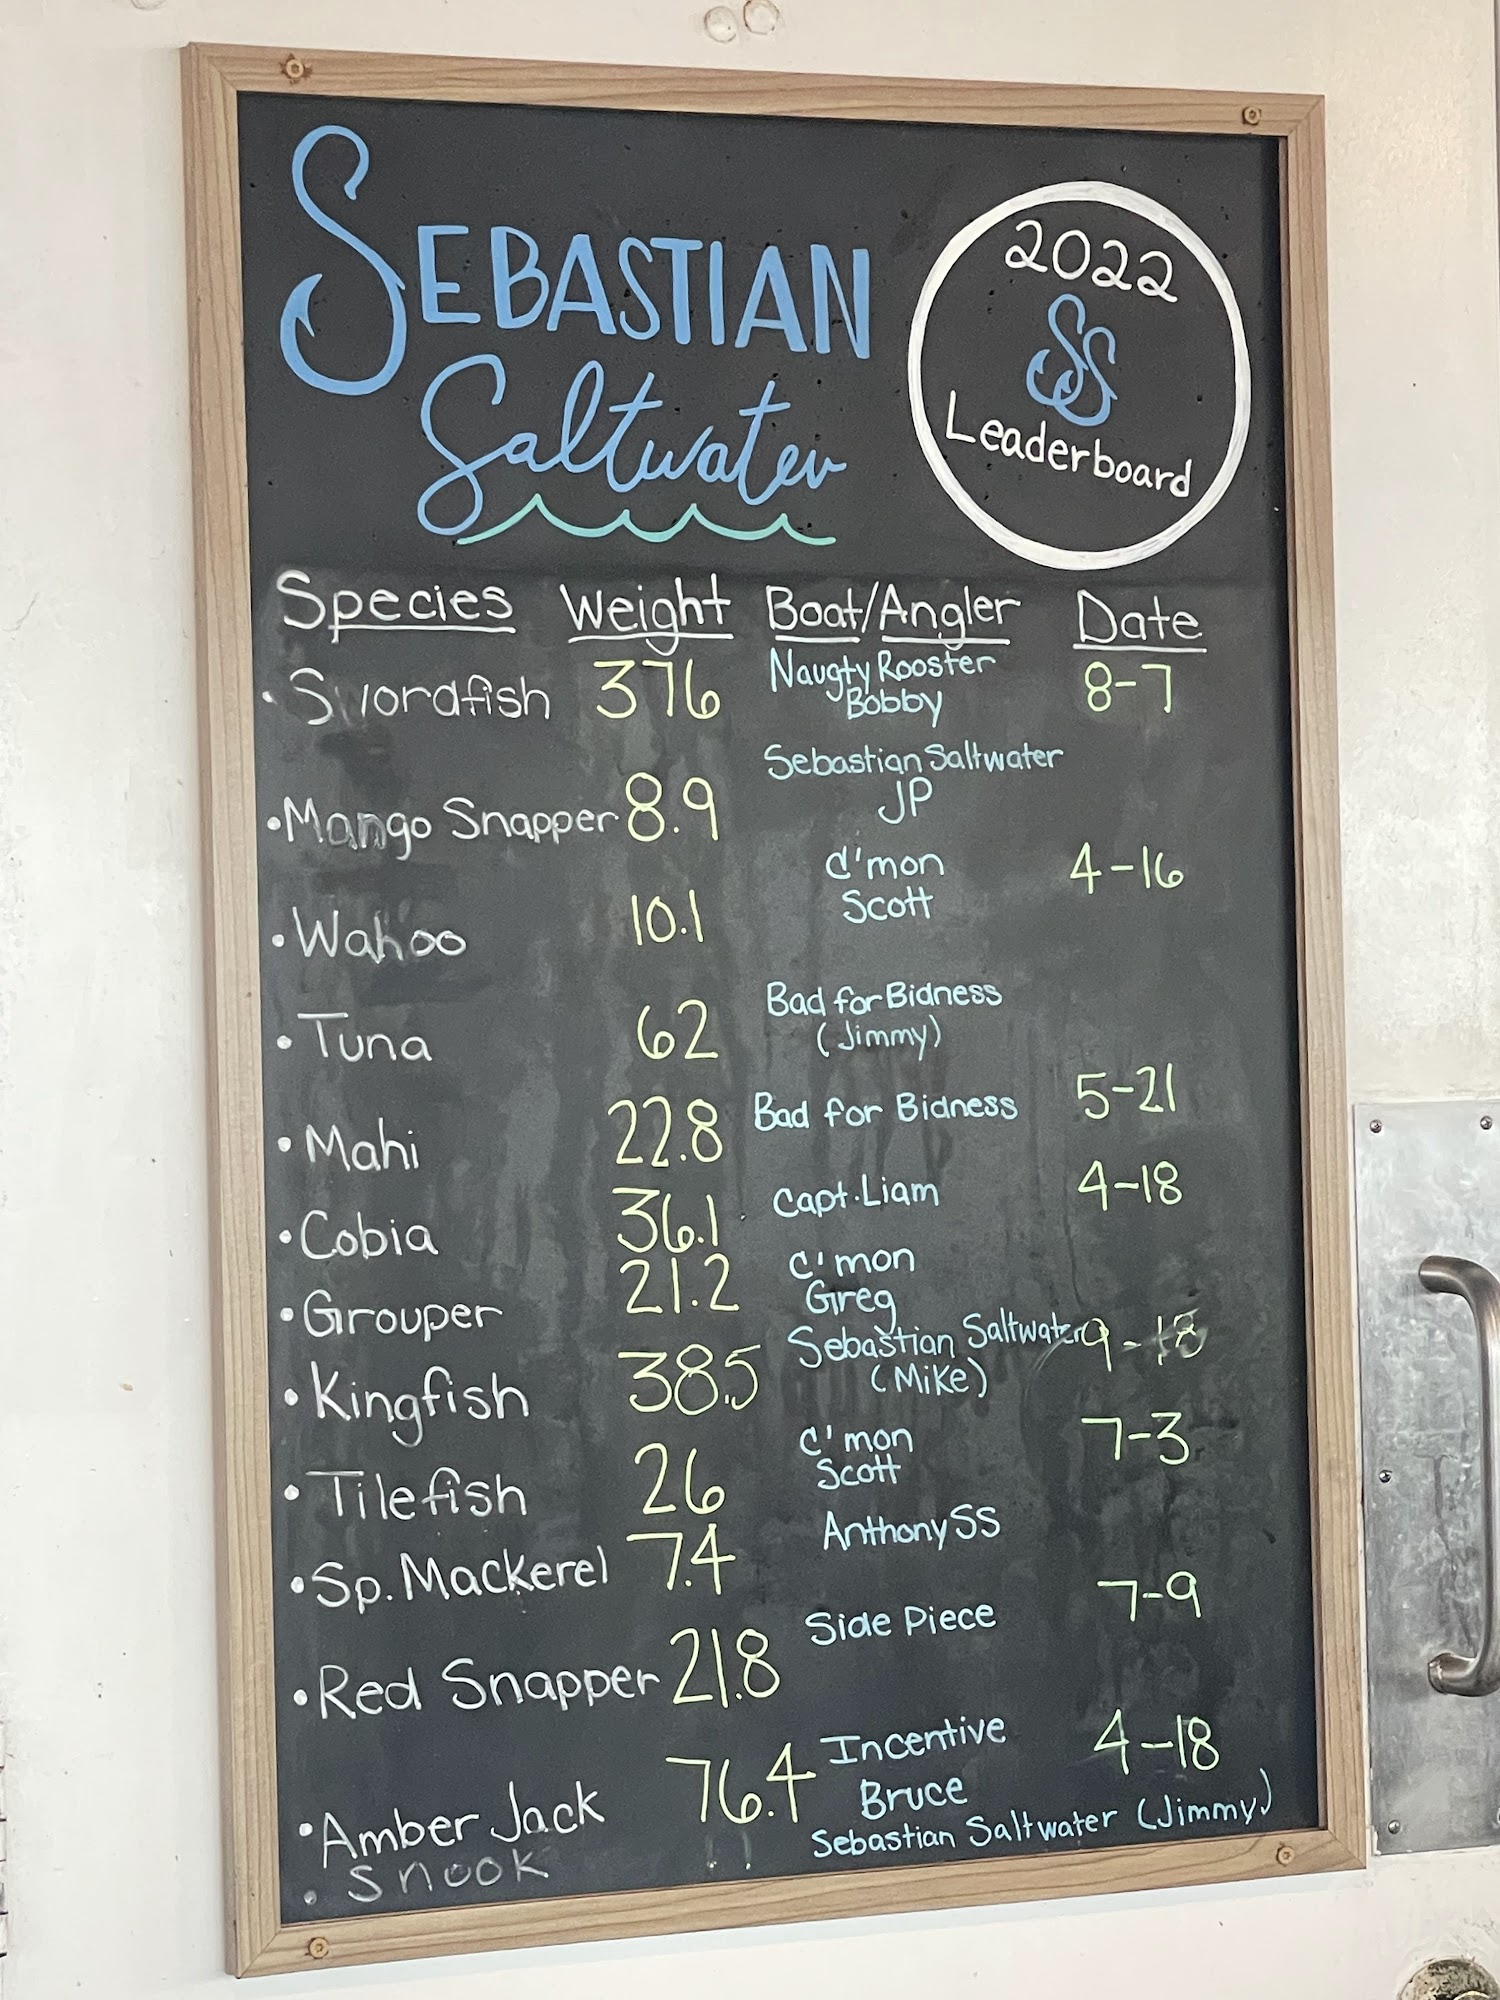 SEBASTIAN
Saltwater
2022
SS
Leaderboard
Species Weight Boat/Angler Date
• Swordfish 376 Naugty Rooster 8-7
Bobby
• Mango Snapper 8.9 Sebastian Saltwater
JP
• Wahoo 10.1 C'mon 4-16
Scott
• Tuna 62 Bad for Bidness
(Jimmy)
• Mahi 22.8 Bad for Bidness 5-21
• Cobia 36.1 Capt. Liam 4-18
• Grouper 21.2 C'mon
Greg
• Kingfish 38.5 Sebastian Saltwater 9-18
(Mike)
• Tilefish 26 C'mon 7-3
Scott
• Sp. Mackerel 7.4 Anthony SS
• Red Snapper 21.8 Side Piece 7-9
• Amber Jack 76.4 Incentive 4-18
Bruce
• Snook Sebastian Saltwater (Jimmy)